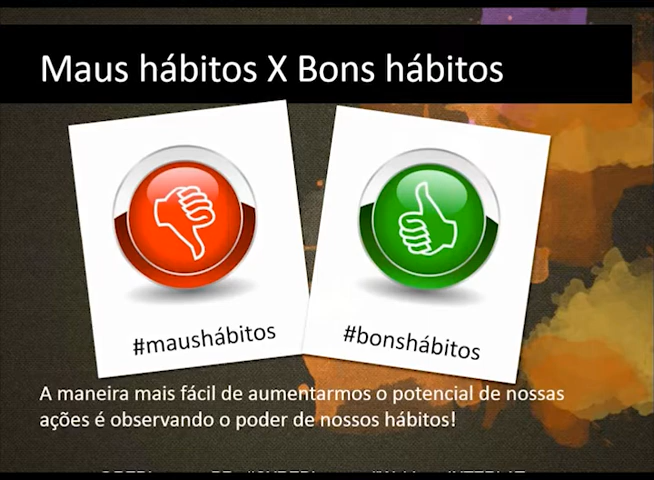 Maus hábitos X Bons hábitos
#maushábitos
#bonshábitos
A maneira mais fácil de aumentarmos o potencial de nossas
ações é observando o poder de nossos hábitos!